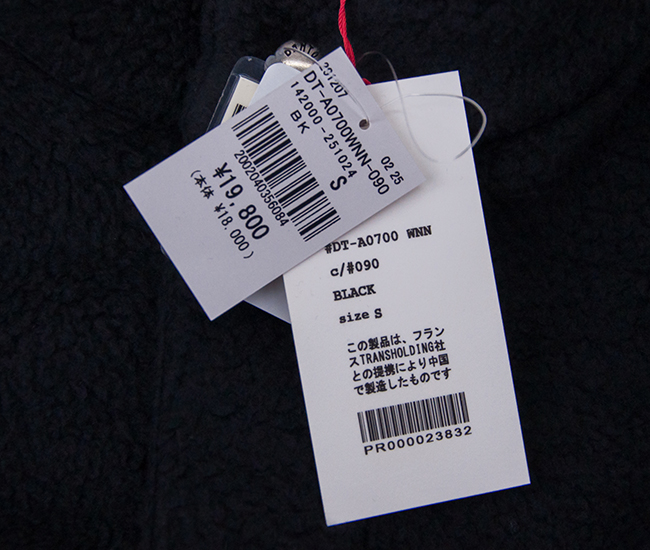 201207
DT-A0700WNN-090
142000-251024
BK
S
02 25
2002040356084
¥19,800
(本体 ¥18,000)
#DT-A0700 WNN
c/#090
BLACK
size S
この製品は、フラン
スTRANSHOLDING社
との提携により中国
で製造したものです
PR000023832